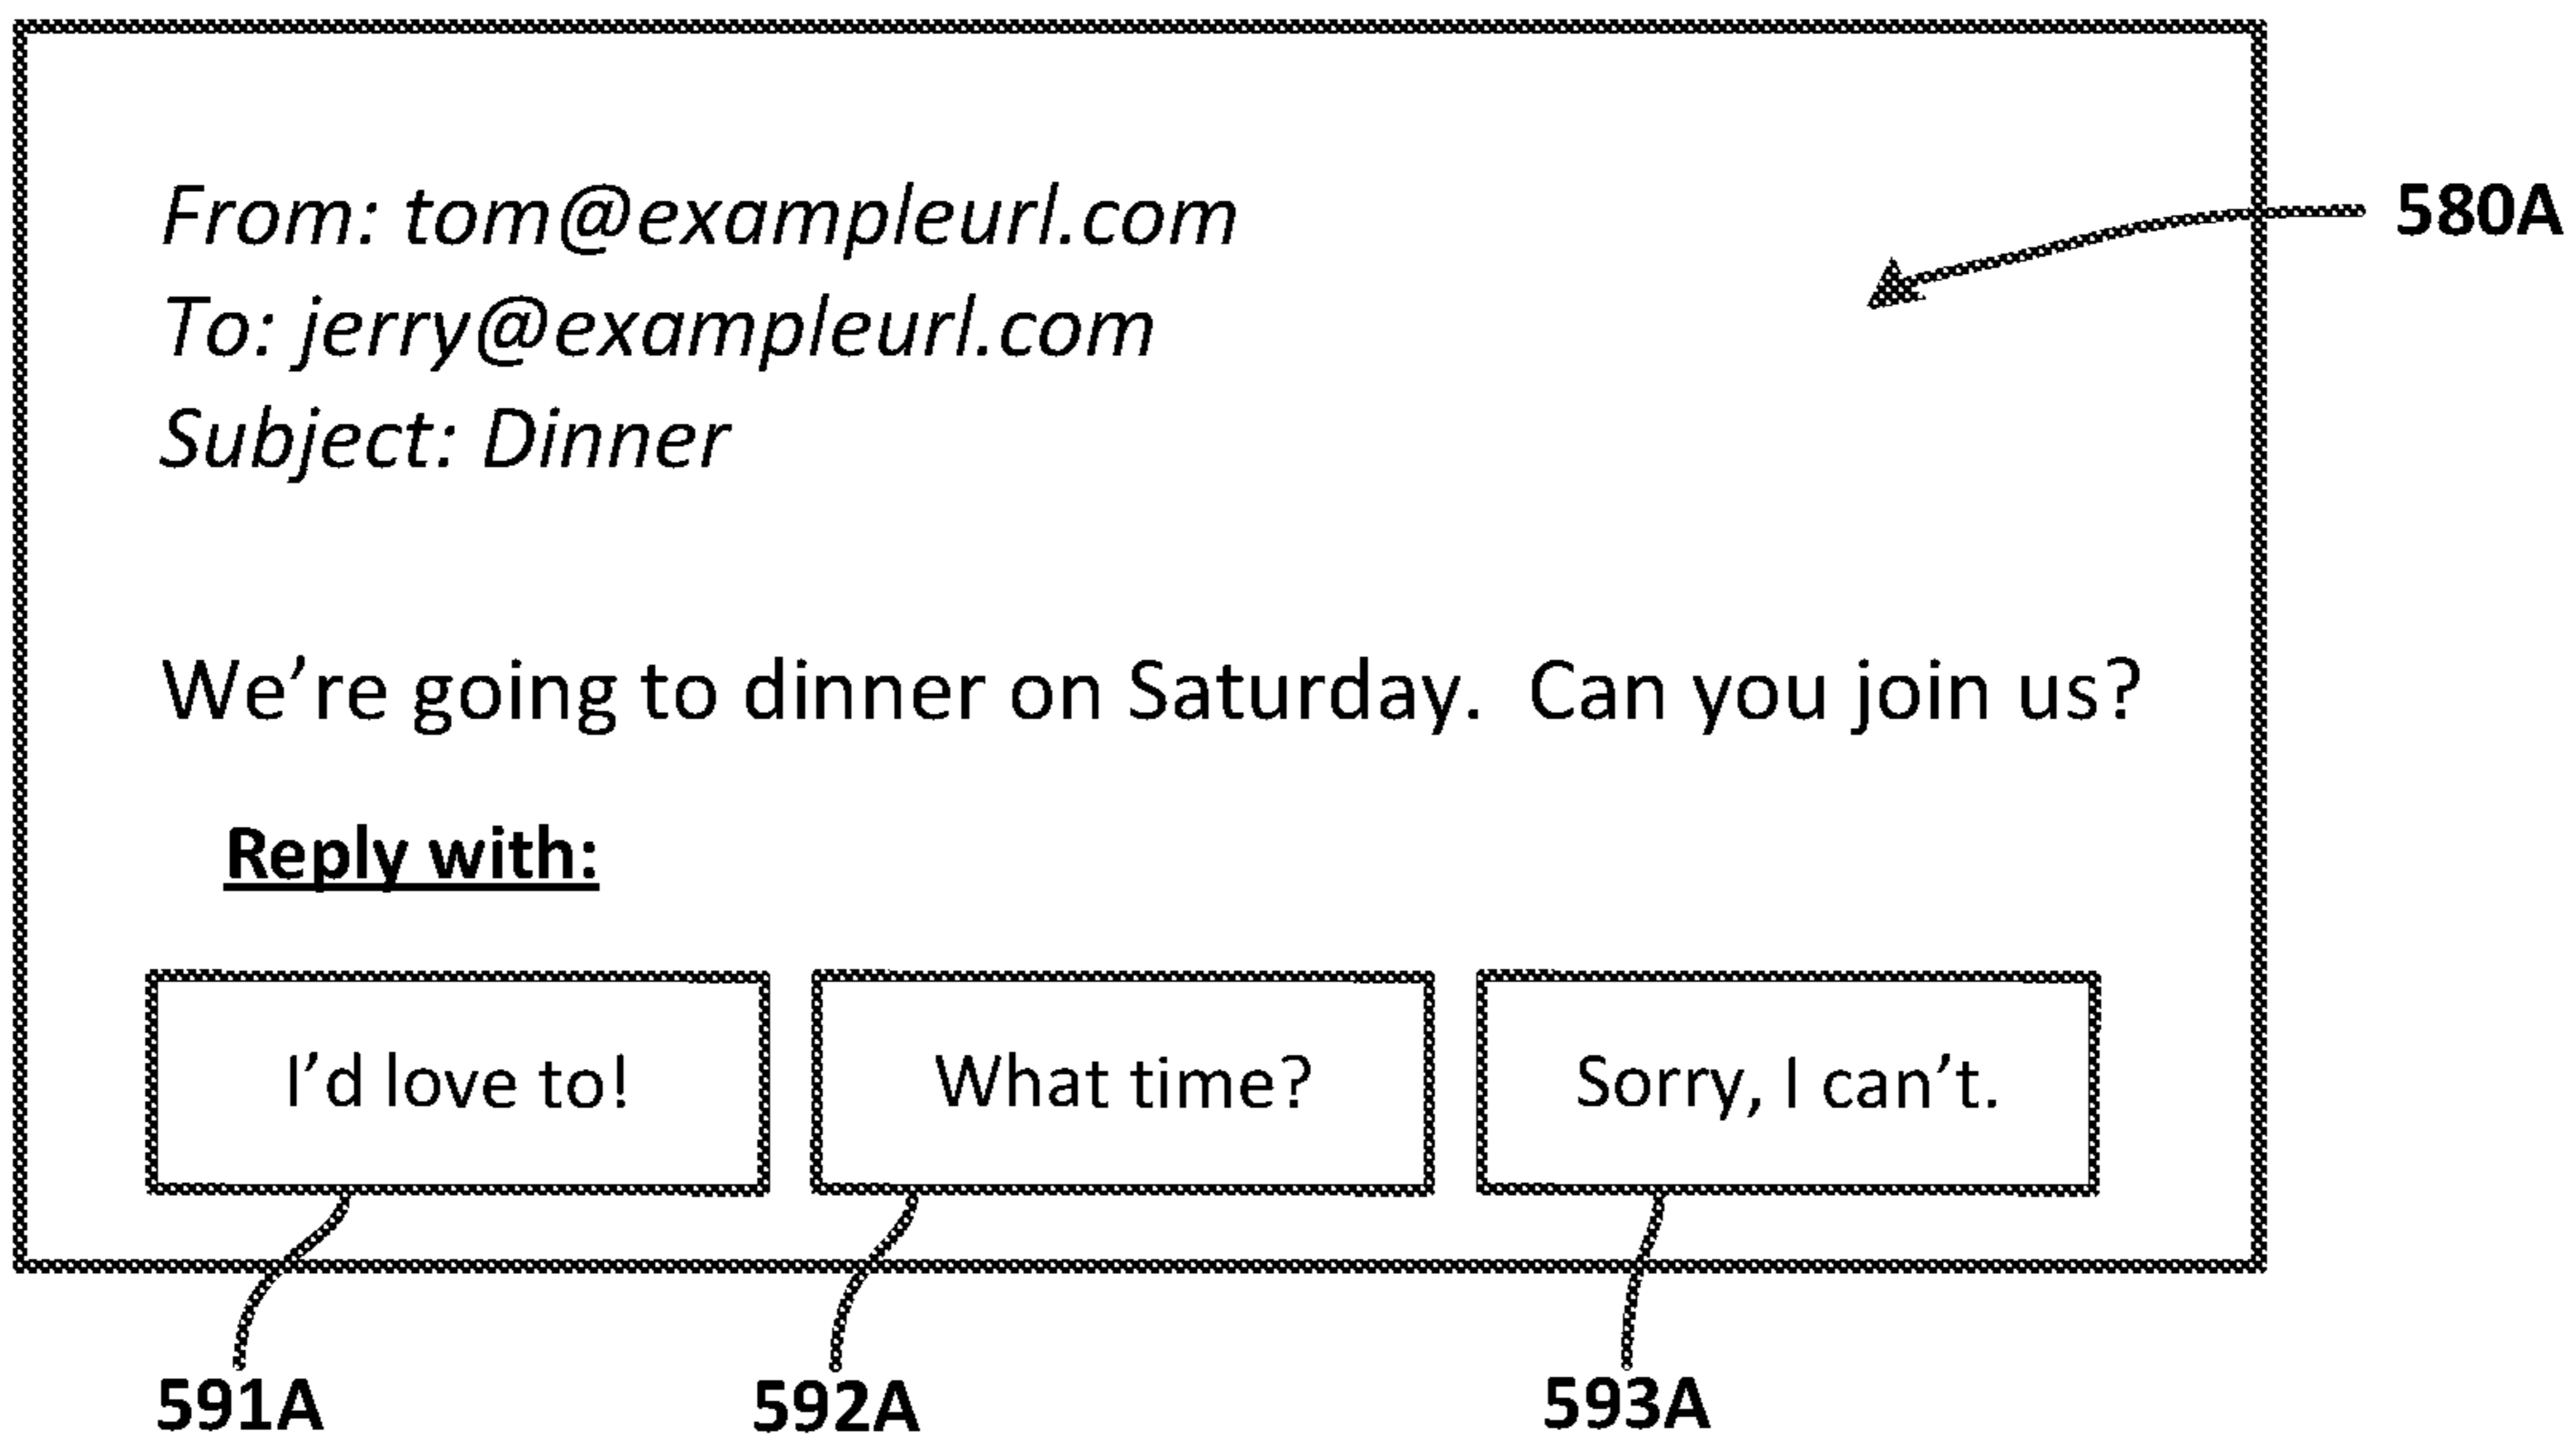 From: tom@exampleurl.com
580A
To: jerry@exampleurl.com
Subject: Dinner
We’re going to dinner on Saturday.  Can you join us?
Reply with:
I’d love to!
What time?
Sorry, I can’t.
591A
592A
593A